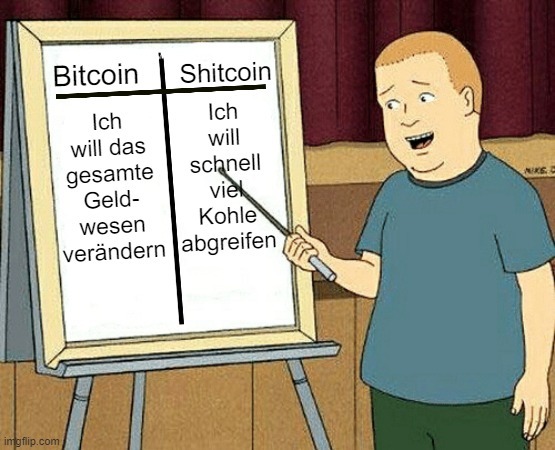 Bitcoin
Shitcoin
Ich
will das
gesamte
Geld-
wesen
verändern
Ich
will
schnell
viel
Kohle
abgreifen
imgflip.com